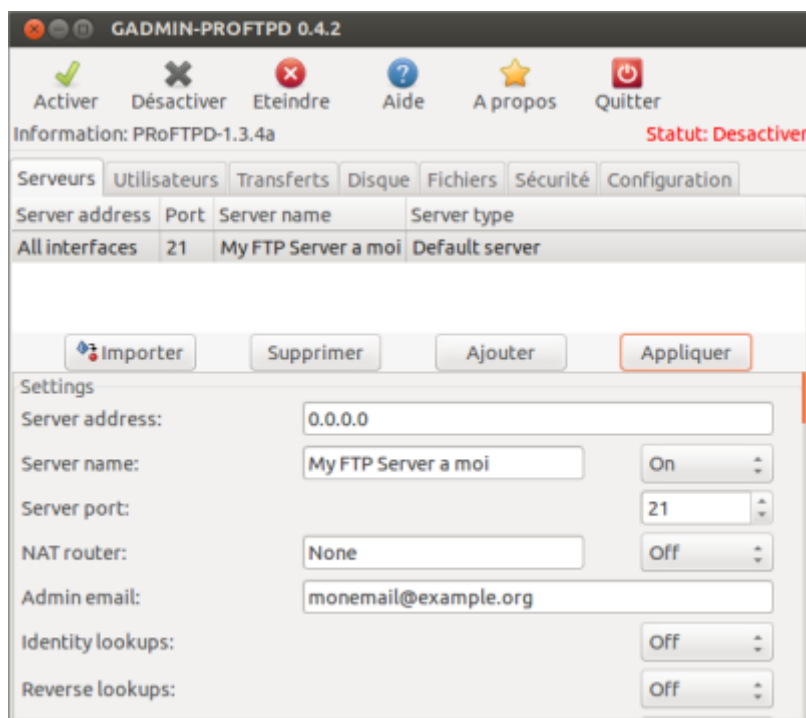 GADMIN-PROFTPD 0.4.2
Activer Désactiver Eteindre Aide A propos Quitter
Information: PRoFTPD-1.3.4a Statut: Desactiver
Serveurs Utilisateurs Transferts Disque Fichiers Sécurité Configuration
Server address Port Server name Server type
All interfaces 21 My FTP Server a moi Default server
Importer Supprimer Ajouter Appliquer
Settings
Server address: 0.0.0.0
Server name: My FTP Server a moi On
Server port: 21
NAT router: None Off
Admin email: monemail@example.org
Identity lookups: Off
Reverse lookups: Off